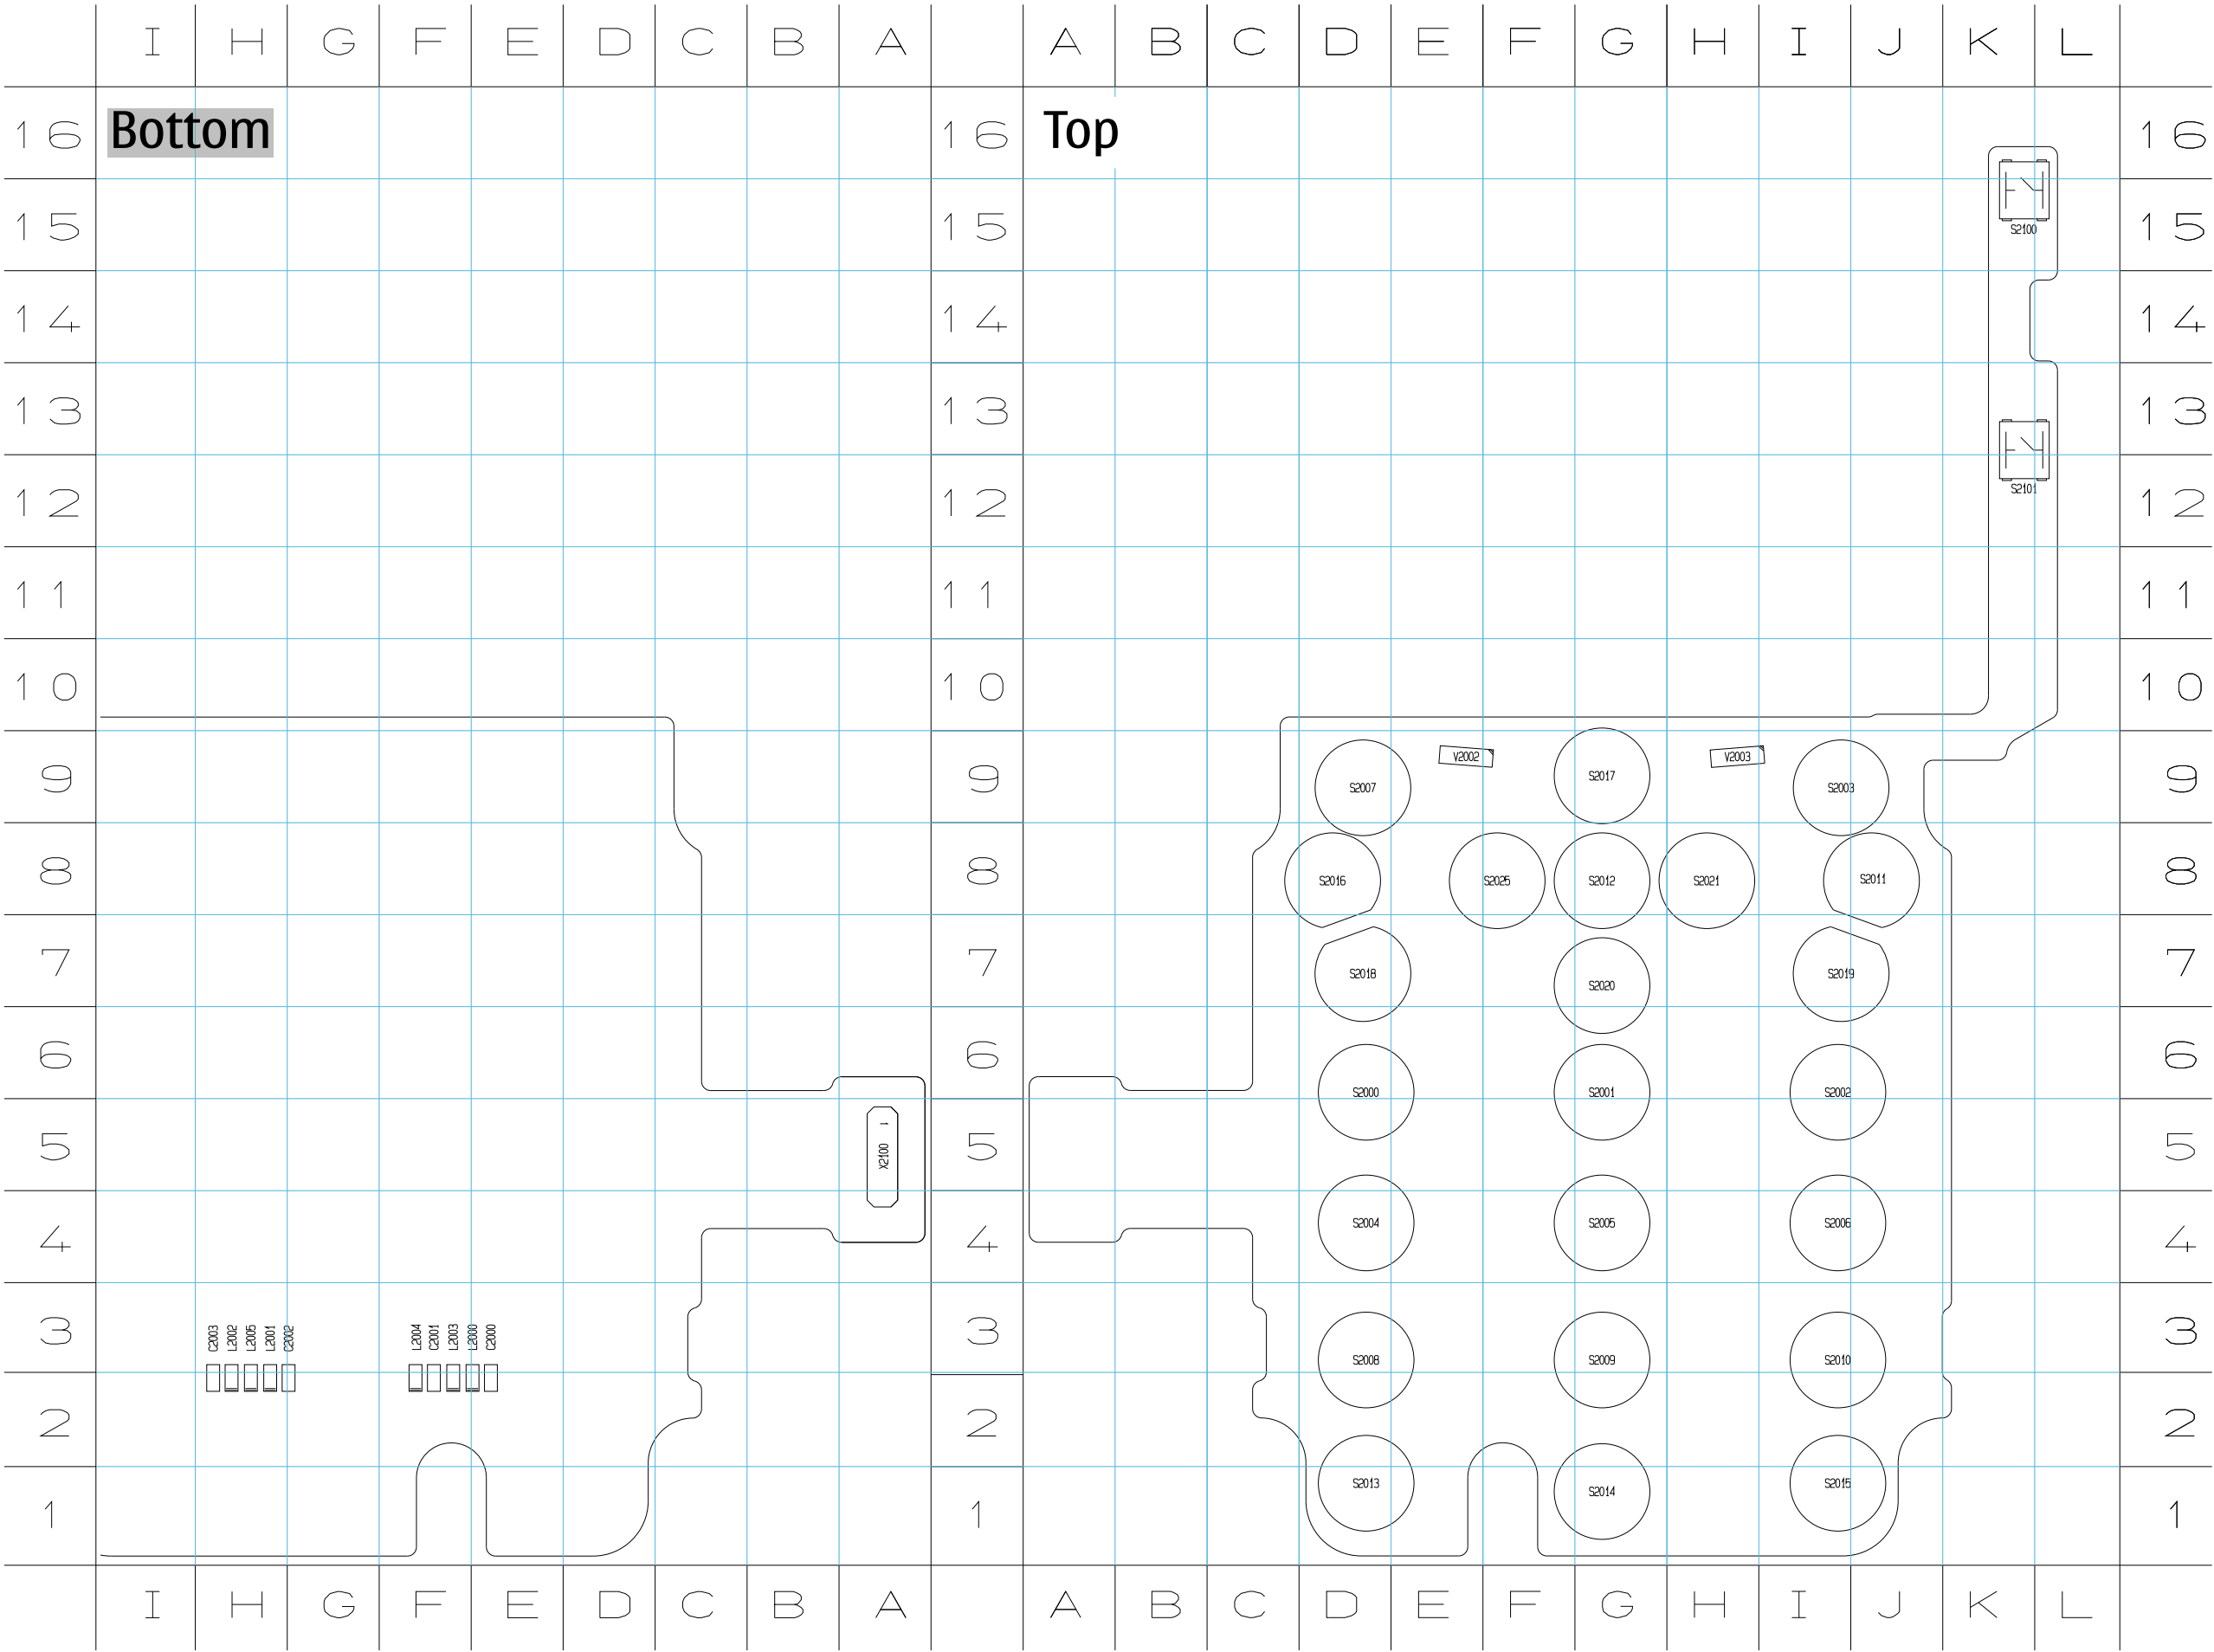 I H G F E D C B A A B C D E F G H I J K L
16 Bottom 16 Top 16
15 15 15
S2100
14 14 14
13 13 13
12 12 S2101 12
11 11 11
10 10 10
9 9 9
V2002 V2003
S2007 S2017 S2003
8 8 8
S2016 S2025 S2012 S2021 S2011
7 7 7
S2018 S2020 S2019
6 6 6
S2000 S2001 S2002
5 X2100 1 5 5
4 4 4
S2004 S2005 S2006
3 3 3
C2003 L2002 L2005 L2001 C2002 L2004 C2001 L2003 L2000 C2000
S2008 S2009 S2010
2 2 2
S2013 S2014 S2015
1 1 1
I H G F E D C B A A B C D E F G H I J K L